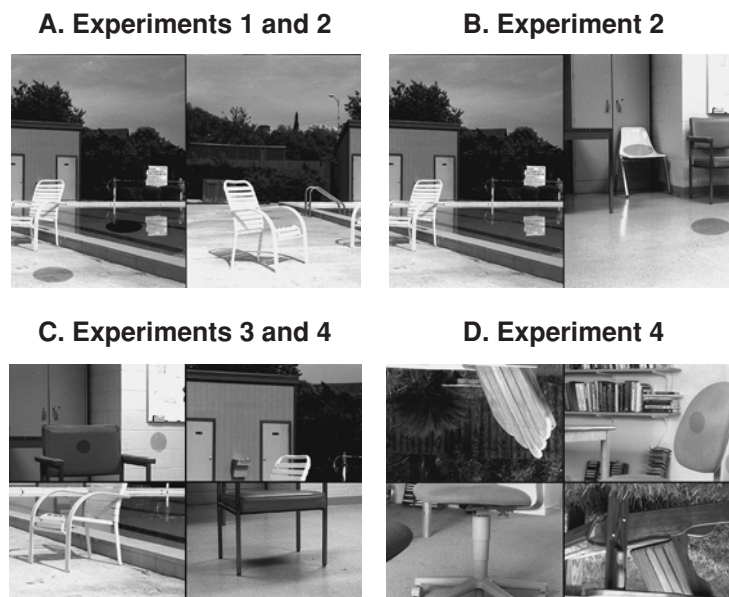 A. Experiments 1 and 2
B. Experiment 2
C. Experiments 3 and 4
D. Experiment 4